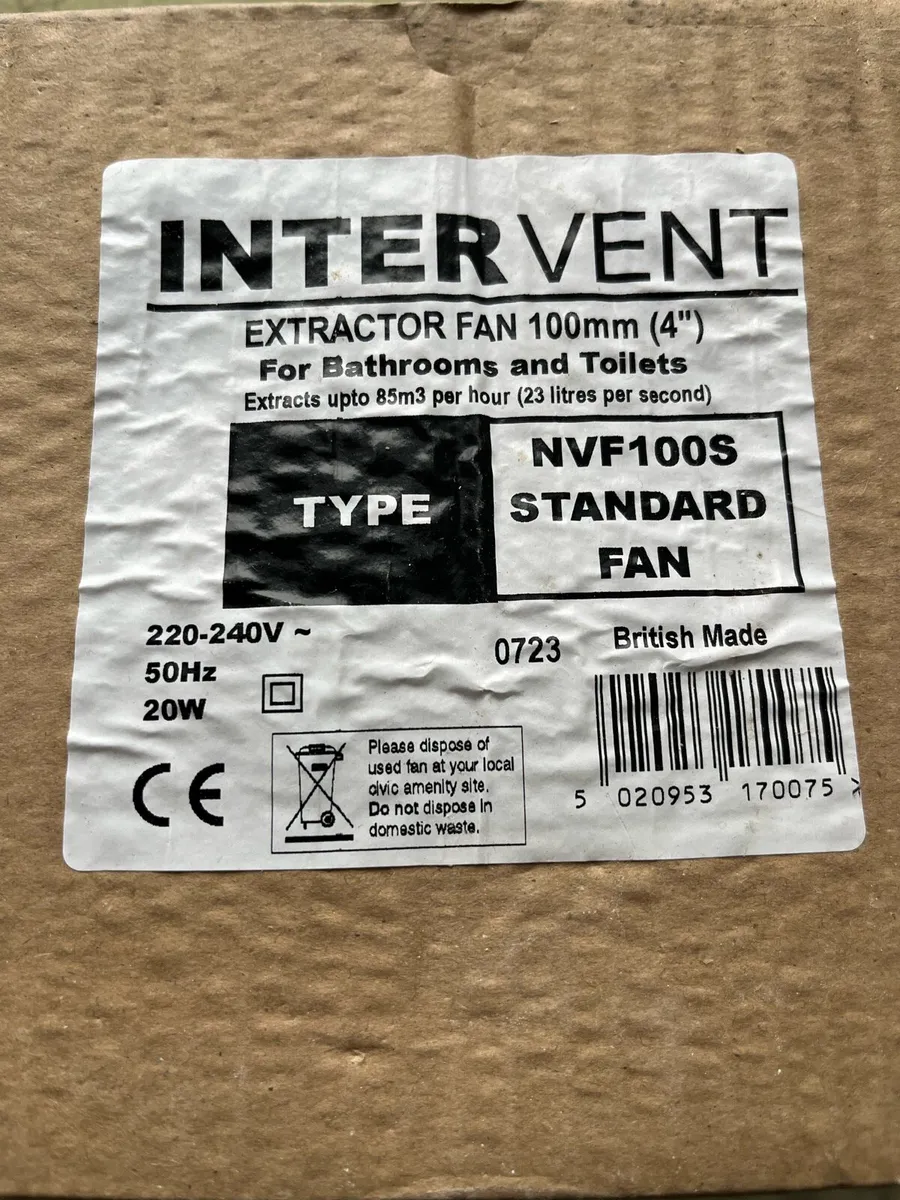 INTERVENT
EXTRACTOR FAN 100mm (4")
For Bathrooms and Toilets
Extracts upto 85m3 per hour (23 litres per second)
TYPE
NVF100S
STANDARD
FAN
220-240V ~
50Hz
20W
0723
British Made
CE
Please dispose of
used fan at your local
civic amenity site.
Do not dispose in
domestic waste.
5 020953 170075 >